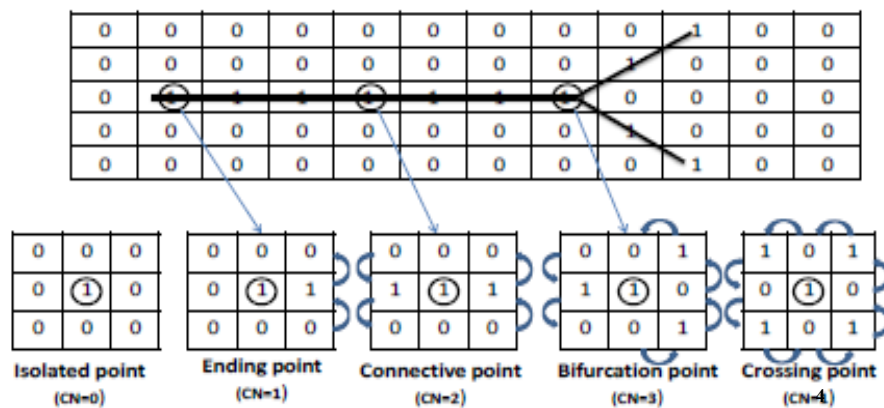 0 0 0 0 0 0 0 0 0 1 0 0
0 0 0 0 0 0 0 0 1 0 0 0
0 1 1 1 1 1 1 1 0 0 0 0
0 0 0 0 0 0 0 0 1 0 0 0
0 0 0 0 0 0 0 0 0 1 0 0
0 0 0 0 0 0 0 0 0 0 0 1 1 0 1
0 1 0 0 1 1 1 1 1 1 1 0 0 1 0
0 0 0 0 0 0 0 0 0 0 0 1 1 0 1
Isolated point Ending point Connective point Bifurcation point Crossing point
(CN=0) (CN=1) (CN=2) (CN=3) (CN=4)